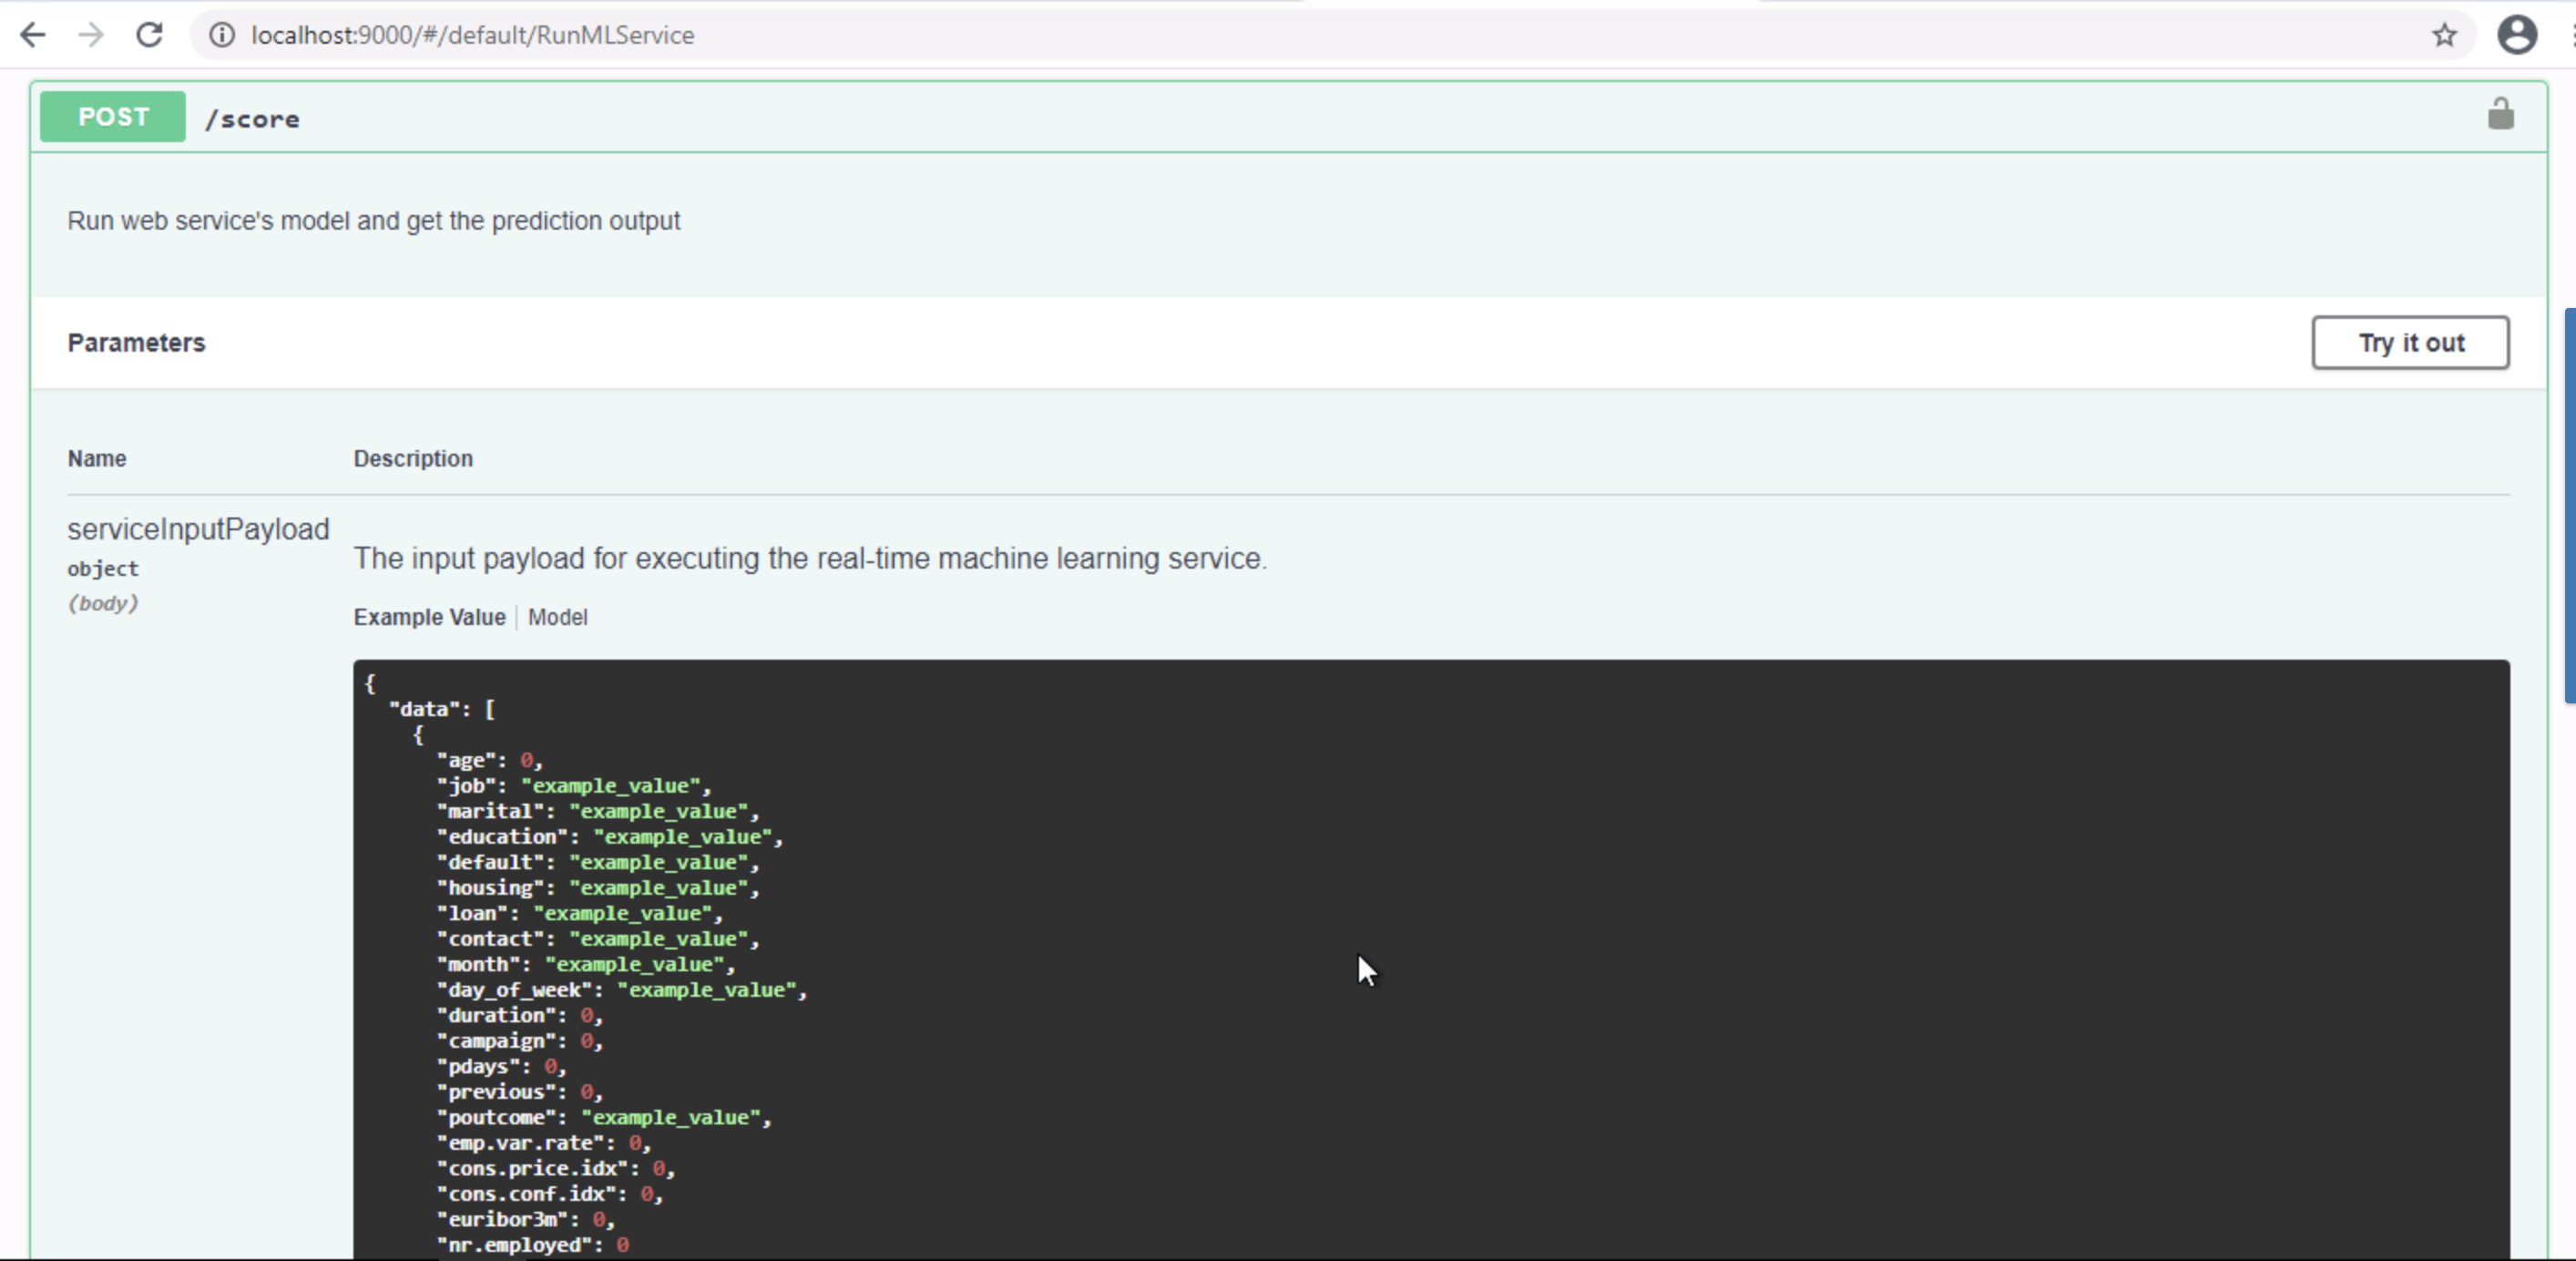 localhost:9000/#/default/RunMLService
POST /score
Run web service's model and get the prediction output
Parameters
Try it out
Name Description
serviceInputPayload
object
(body)
The input payload for executing the real-time machine learning service.
Example Value Model
{
"data": [
{
"age": 0,
"job": "example_value",
"marital": "example_value",
"education": "example_value",
"default": "example_value",
"housing": "example_value",
"loan": "example_value",
"contact": "example_value",
"month": "example_value",
"day_of_week": "example_value",
"duration": 0,
"campaign": 0,
"pdays": 0,
"previous": 0,
"poutcome": "example_value",
"emp.var.rate": 0,
"cons.price.idx": 0,
"cons.conf.idx": 0,
"euribor3m": 0,
"nr.employed": 0